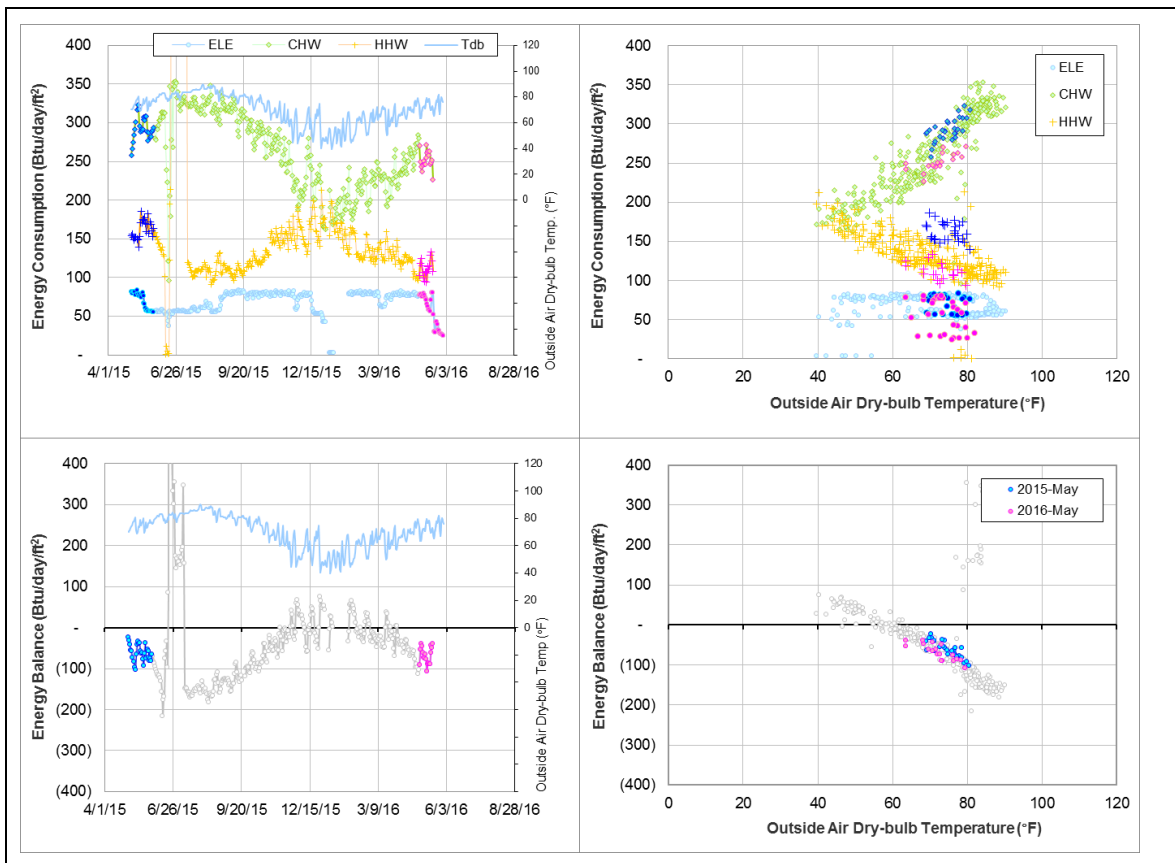 ELE CHW HHW Tdb
Energy Consumption (Btu/day/ft²)
400
350
300
250
200
150
100
50
-
120
100
80
60
40
20
0
Outside Air Dry-bulb Temp. (°F)
4/1/15 6/26/15 9/20/15 12/15/15 3/9/16 6/3/16 8/28/16
Energy Consumption (Btu/day/ft²)
400
350
300
250
200
150
100
50
-
ELE
CHW
HHW
0 20 40 60 80 100 120
Outside Air Dry-bulb Temperature (°F)
Energy Balance (Btu/day/ft²)
400
300
200
100
-
(100)
(200)
(300)
(400)
120
100
80
60
40
20
0
Outside Air Dry-bulb Temp (°F)
4/1/15 6/26/15 9/20/15 12/15/15 3/9/16 6/3/16 8/28/16
Energy Balance (Btu/day/ft²)
400
300
200
100
-
(100)
(200)
(300)
(400)
2015-May
2016-May
0 20 40 60 80 100 120
Outside Air Dry-bulb Temperature (°F)